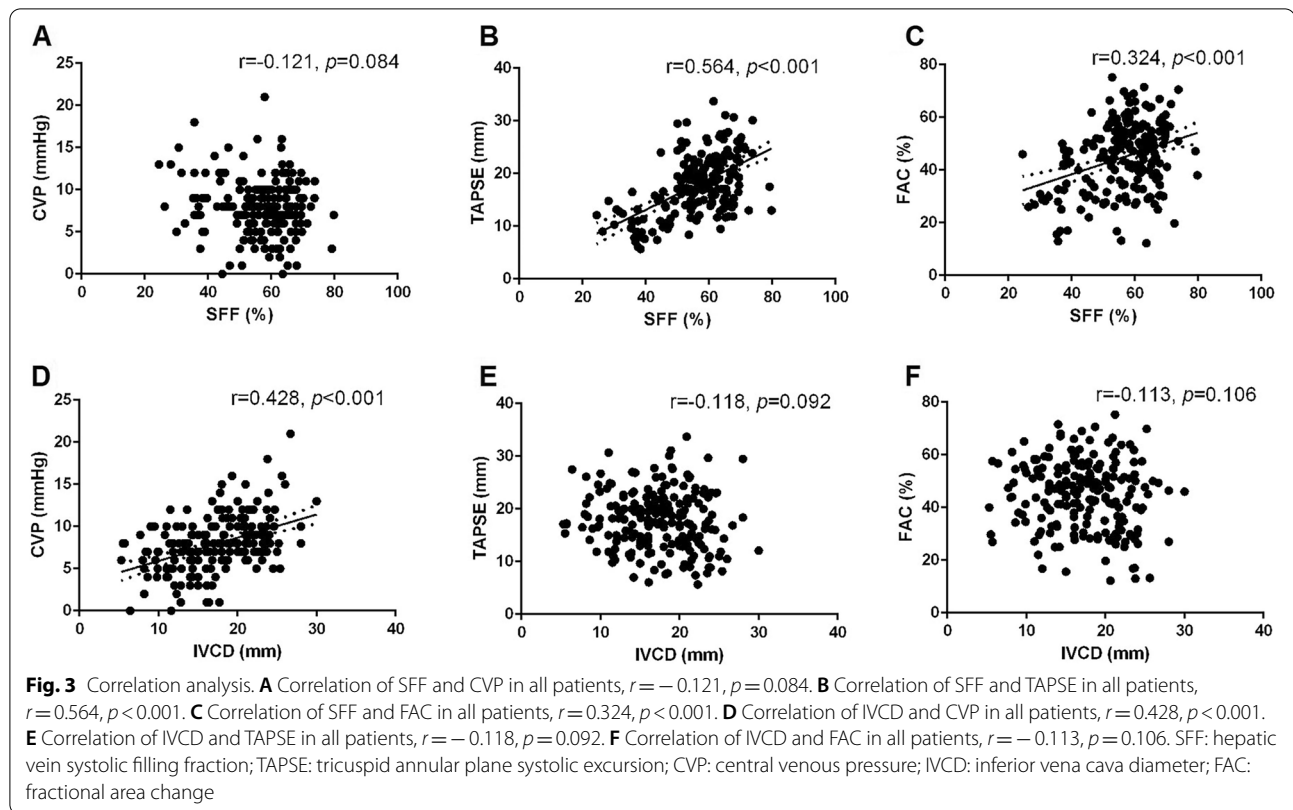 A
r=-0.121, p=0.084
CVP (mmHg)
25
20
15
10
5
0
0 20 40 60 80 100
SFF (%)
B
r=0.564, p<0.001
TAPSE (mm)
40
30
20
10
0
0 20 40 60 80 100
SFF (%)
C
r=0.324, p<0.001
FAC (%)
80
60
40
20
0
0 20 40 60 80 100
SFF (%)
D
r=0.428, p<0.001
CVP (mmHg)
25
20
15
10
5
0
0 10 20 30 40
IVCD (mm)
E
r=-0.118, p=0.092
TAPSE (mm)
40
30
20
10
0
0 10 20 30 40
IVCD (mm)
F
r=-0.113, p=0.106
FAC (%)
80
60
40
20
0
0 10 20 30 40
IVCD (mm)
Fig. 3 Correlation analysis. A Correlation of SFF and CVP in all patients, r = − 0.121, p = 0.084. B Correlation of SFF and TAPSE in all patients,
r = 0.564, p < 0.001. C Correlation of SFF and FAC in all patients, r = 0.324, p < 0.001. D Correlation of IVCD and CVP in all patients, r = 0.428, p < 0.001.
E Correlation of IVCD and TAPSE in all patients, r = − 0.118, p = 0.092. F Correlation of IVCD and FAC in all patients, r = − 0.113, p = 0.106. SFF: hepatic
vein systolic filling fraction; TAPSE: tricuspid annular plane systolic excursion; CVP: central venous pressure; IVCD: inferior vena cava diameter; FAC:
fractional area change